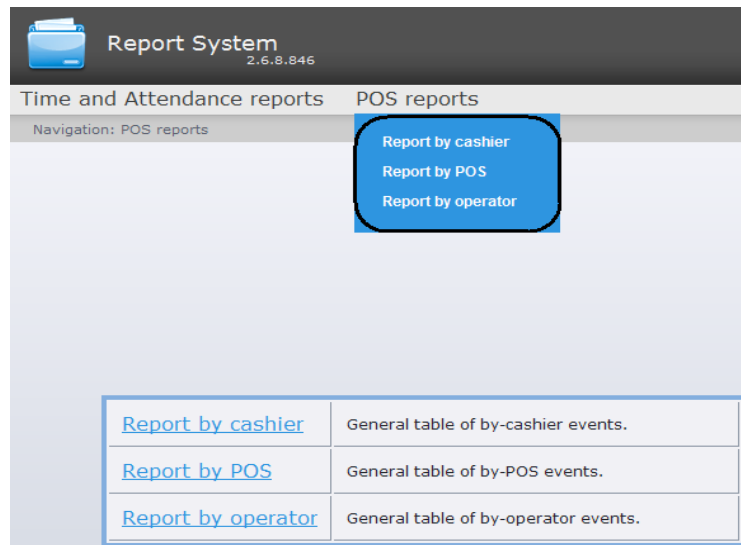 Report System
2.6.8.846
Time and Attendance reports POS reports
Navigation: POS reports
Report by cashier
Report by POS
Report by operator
Report by cashier General table of by-cashier events.
Report by POS General table of by-POS events.
Report by operator General table of by-operator events.